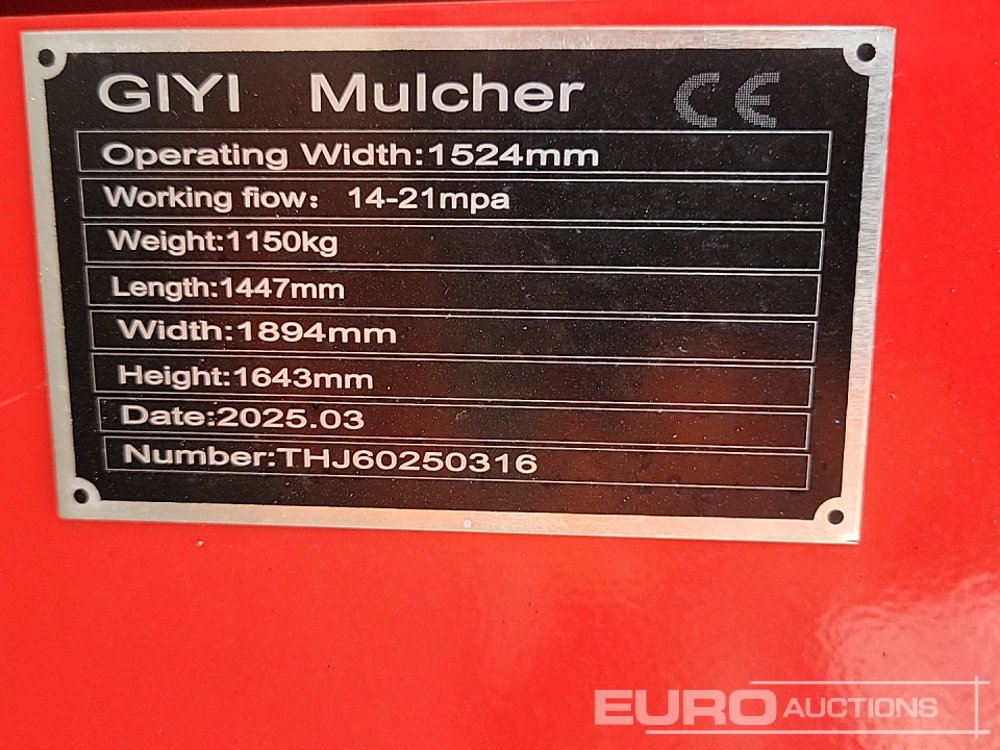 GIYI Mulcher CE
Operating Width:1524mm
Working flow: 14-21mpa
Weight:1150kg
Length:1447mm
Width:1894mm
Height:1643mm
Date:2025.03
Number:THJ60250316
EURO AUCTIONS